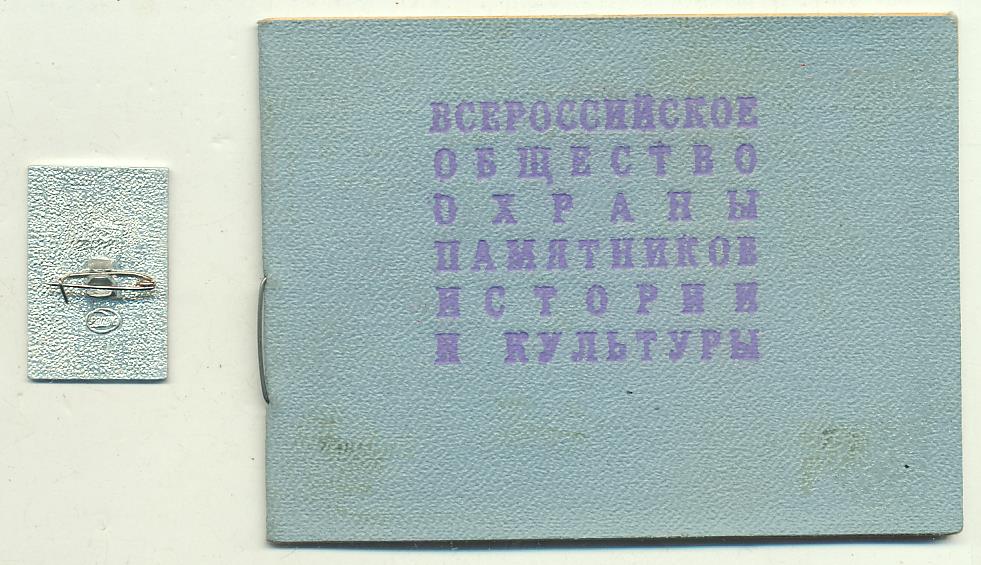 ВСЕРОССИЙСКОЕ
ОБЩЕСТВО
ОХРАНЫ
ПАМЯТНИКОВ
ИСТОРИИ
И КУЛЬТУРЫ